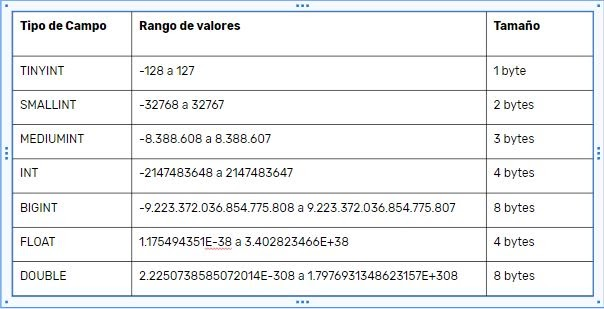 Tipo de Campo Rango de valores Tamaño
TINYINT -128 a 127 1 byte
SMALLINT -32768 a 32767 2 bytes
MEDIUMINT -8.388.608 a 8.388.607 3 bytes
INT -2147483648 a 2147483647 4 bytes
BIGINT -9.223.372.036.854.775.808 a 9.223.372.036.854.775.807 8 bytes
FLOAT 1.175494351E-38 a 3.402823466E+38 4 bytes
DOUBLE 2.2250738585072014E-308 a 1.7976931348623157E+308 8 bytes